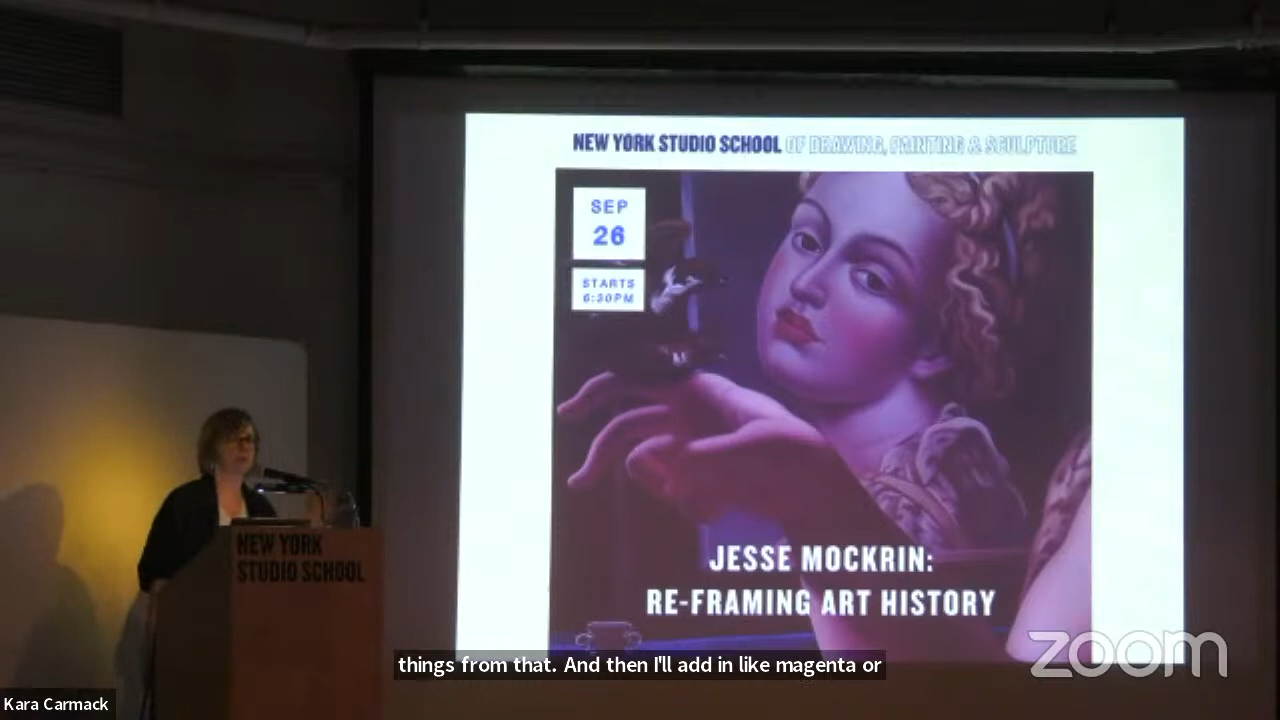 NEW YORK STUDIO SCHOOL OF DRAWING, PAINTING & SCULPTURE
SEP
26
STARTS
6:30PM
JESSE MOCKRIN:
RE-FRAMING ART HISTORY
NEW YORK
STUDIO SCHOOL
things from that. And then I'll add in like magenta or
zoom
Kara Carmack